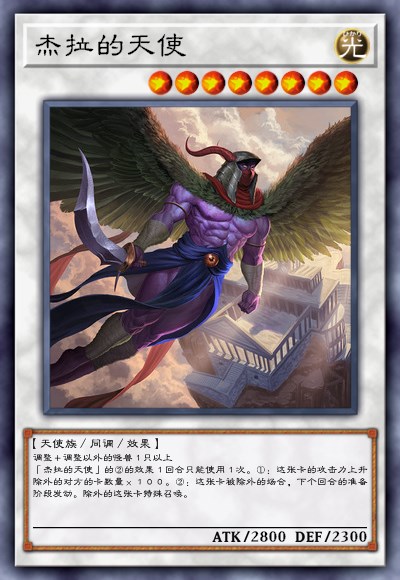 杰拉的天使
光
【天使族／同调／效果】
调整＋调整以外的怪兽1只以上
「杰拉的天使」的②的效果1回合只能使用1次。①：这张卡的攻击力上升
除外的对方的卡数量×100。②：这张卡被除外的场合，下个回合的准备
阶段发动。除外的这张卡特殊召唤。
ATK/2800 DEF/2300